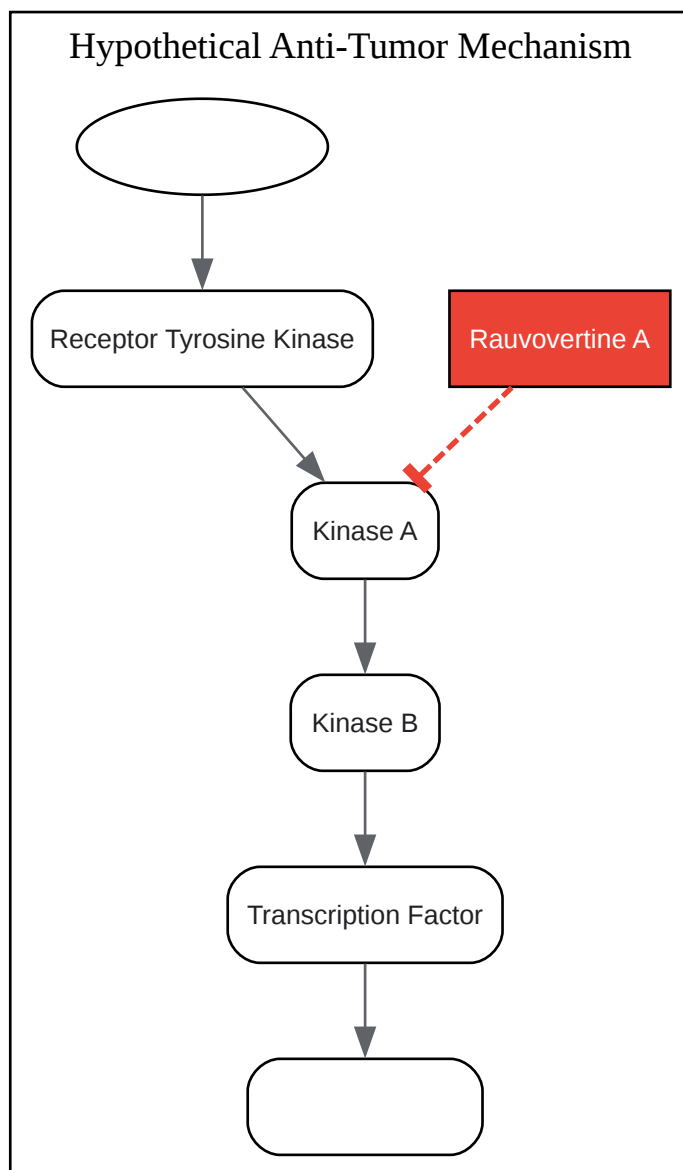 Hypothetical Anti-Tumor Mechanism
Receptor Tyrosine Kinase
Rauvovertine A
Kinase A
Kinase B
Transcription Factor